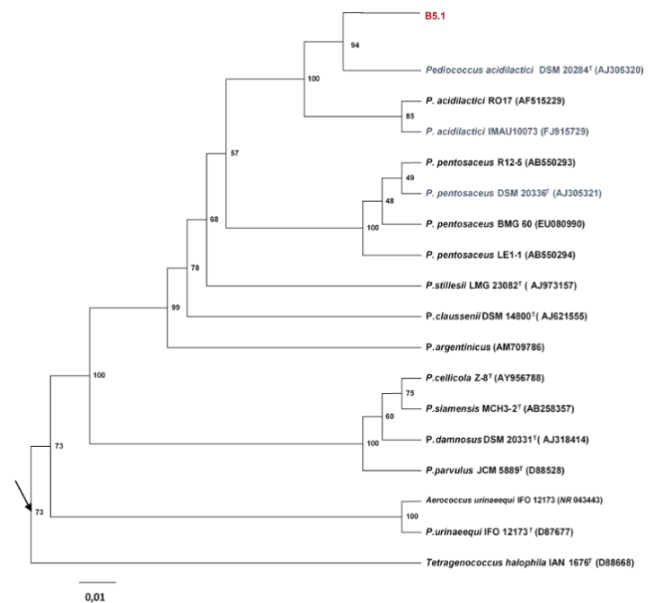 B5.1
94
Pediococcus acidilactici DSM 20284ᵀ (AJ305320)
100
P. acidilactici RO17 (AF515229)
85
P. acidilactici IMAU10073 (FJ915729)
57
P. pentosaceus R12-5 (AB550293)
49
P. pentosaceus DSM 20336ᵀ (AJ305321)
48
P. pentosaceus BMG 60 (EU080990)
100
P. pentosaceus LE1-1 (AB550294)
68
P.stillesii LMG 23082ᵀ ( AJ973157)
78
P.claussenii DSM 14800ᵀ( AJ621555)
99
P.argentinicus (AM709786)
100
P.cellicola Z-8ᵀ (AY956788)
75
P.siamensis MCH3-2ᵀ (AB258357)
60
P.damnosus DSM 20331ᵀ( AJ318414)
100
P.parvulus JCM 5889ᵀ (D88528)
73
Aerococcus urinaeequi IFO 12173 (NR 043443)
73
100
P.urinaeequi IFO 12173ᵀ (D87677)
Tetragenococcus halophila IAN 1676ᵀ (D88668)
0,01